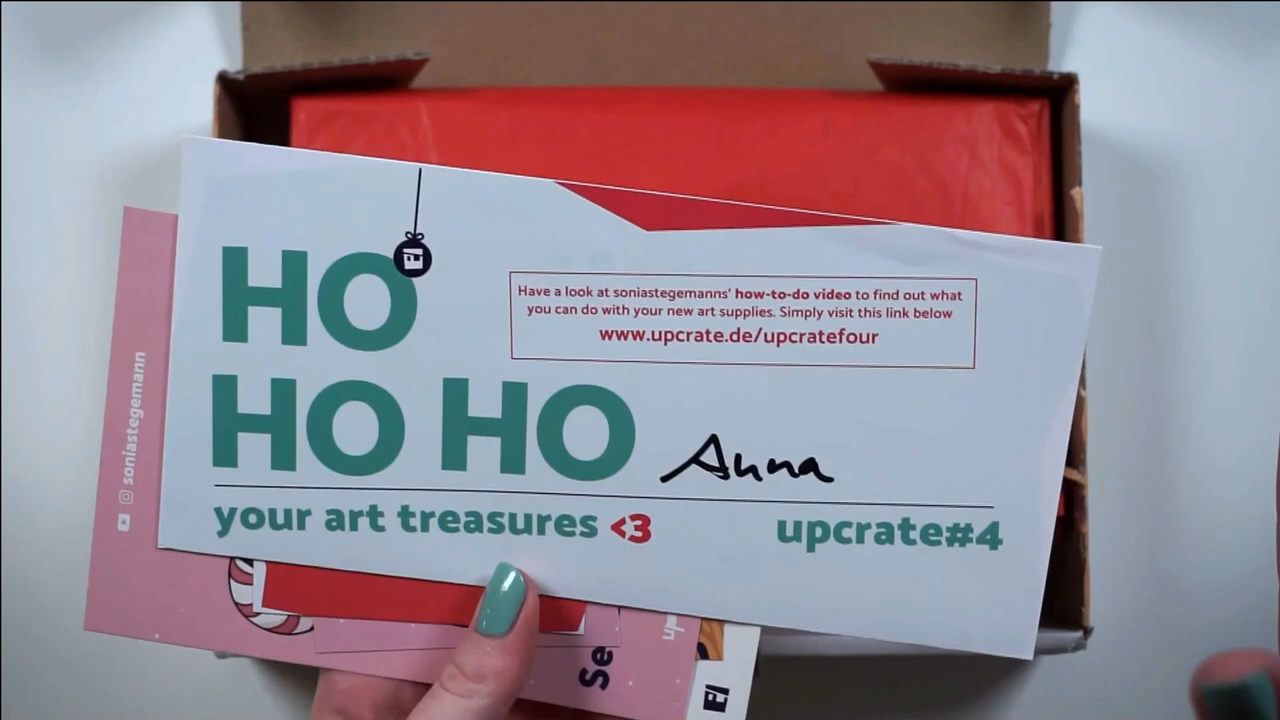 HO
HO HO Anna
Have a look at soniastegemanns' how-to-do video to find out what
you can do with your new art supplies. Simply visit this link below
www.upcrate.de/upcratefour
your art treasures <3
upcrate#4
soniastegemann
Se
up